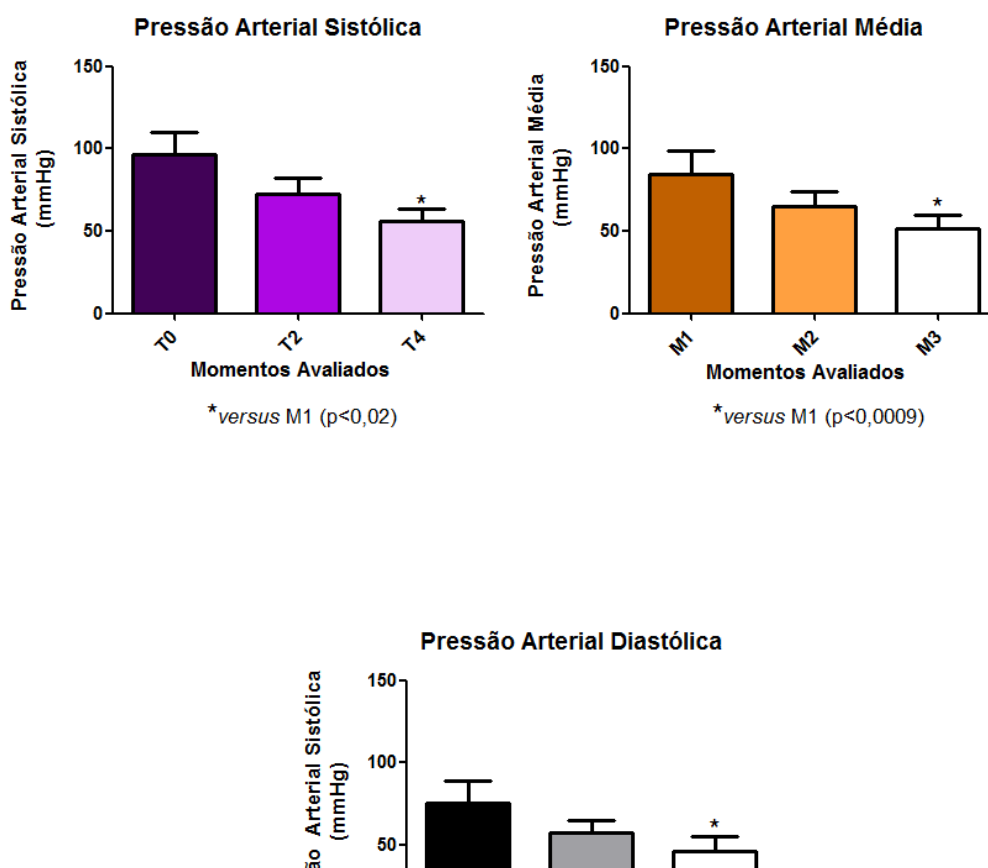 Pressão Arterial Sistólica
Pressão Arterial Sistólica
(mmHg)
150
100
50
0
*
T0
T2
T4
Momentos Avaliados
*versus M1 (p<0,02)
Pressão Arterial Média
Pressão Arterial Média
(mmHg)
150
100
50
0
*
M1
M2
M3
Momentos Avaliados
*versus M1 (p<0,0009)
Pressão Arterial Diastólica
Arterial Sistólica
(mmHg)
150
100
50
*